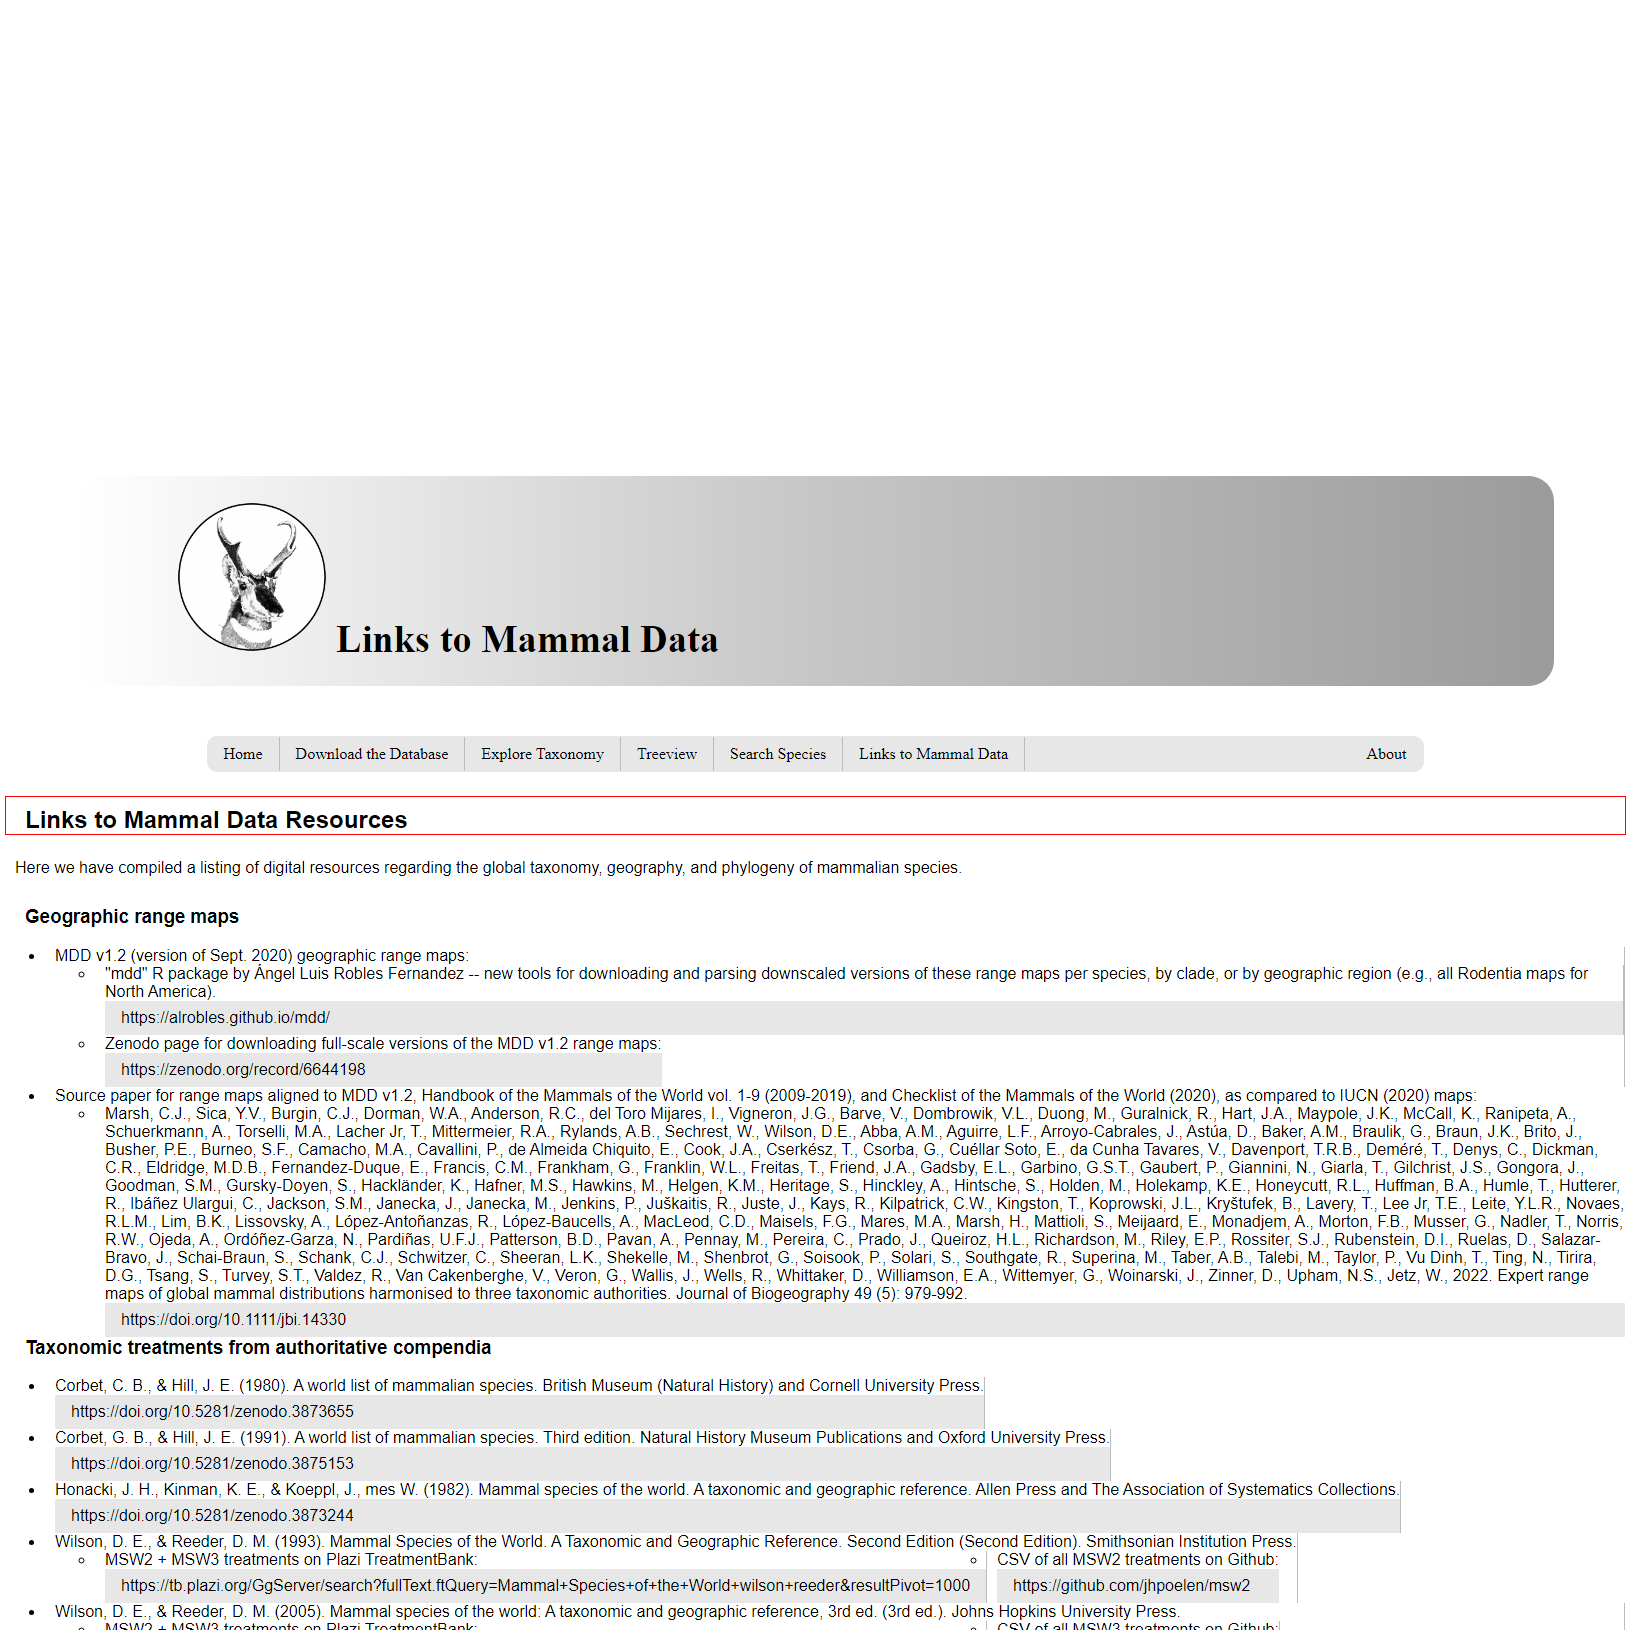 Links to Mammal Data
Home
Download the Database
Explore Taxonomy
Treeview
Search Species
Links to Mammal Data
About
Links to Mammal Data Resources
Here we have compiled a listing of digital resources regarding the global taxonomy, geography, and phylogeny of mammalian species.
Geographic range maps
MDD v1.2 (version of Sept. 2020) geographic range maps:
"mdd" R package by Ángel Luis Robles Fernandez -- new tools for downloading and parsing downscaled versions of these range maps per species, by clade, or by geographic region (e.g., all Rodentia maps for
North America).
https://alrobles.github.io/mdd/
Zenodo page for downloading full-scale versions of the MDD v1.2 range maps:
https://zenodo.org/record/6644198
Source paper for range maps aligned to MDD v1.2, Handbook of the Mammals of the World vol. 1-9 (2009-2019), and Checklist of the Mammals of the World (2020), as compared to IUCN (2020) maps:
Marsh, C.J., Sica, Y.V., Burgin, C.J., Dorman, W.A., Anderson, R.C., del Toro Mijares, I., Vigneron, J.G., Barve, V., Dombrowik, V.L., Duong, M., Guralnick, R., Hart, J.A., Maypole, J.K., McCall, K., Ranipeta, A.,
Schuerkmann, A., Torselli, M.A., Lacher Jr, T., Mittermeier, R.A., Rylands, A.B., Sechrest, W., Wilson, D.E., Abba, A.M., Aguirre, L.F., Arroyo-Cabrales, J., Astúa, D., Baker, A.M., Braulik, G., Braun, J.K., Brito, J.,
Busher, P.E., Burneo, S.F., Camacho, M.A., Cavallini, P., de Almeida Chiquito, E., Cook, J.A., Cserkész, T., Csorba, G., Cuéllar Soto, E., da Cunha Tavares, V., Davenport, T.R.B., Deméré, T., Denys, C., Dickman,
C.R., Eldridge, M.D.B., Fernandez-Duque, E., Francis, C.M., Frankham, G., Franklin, W.L., Freitas, T., Friend, J.A., Gadsby, E.L., Garbino, G.S.T., Gaubert, P., Giannini, N., Giarla, T., Gilchrist, J.S., Gongora, J.,
Goodman, S.M., Gursky-Doyen, S., Hackländer, K., Hafner, M.S., Hawkins, M., Helgen, K.M., Heritage, S., Hinckley, A., Hintsche, S., Holden, M., Holekamp, K.E., Honeycutt, R.L., Huffman, B.A., Humle, T., Hutterer,
R., Ibáñez Ulargui, C., Jackson, S.M., Janecka, J., Janecka, M., Jenkins, P., Juškaitis, R., Juste, J., Kays, R., Kilpatrick, C.W., Kingston, T., Koprowski, J.L., Kryštufek, B., Lavery, T., Lee Jr, T.E., Leite, Y.L.R., Novaes,
R.L.M., Lim, B.K., Lissovsky, A., López-Antoñanzas, R., López-Baucells, A., MacLeod, C.D., Maisels, F.G., Mares, M.A., Marsh, H., Mattioli, S., Meijaard, E., Monadjem, A., Morton, F.B., Musser, G., Nadler, T., Norris,
R.W., Ojeda, A., Ordóñez-Garza, N., Pardiñas, U.F.J., Patterson, B.D., Pavan, A., Pennay, M., Pereira, C., Prado, J., Queiroz, H.L., Richardson, M., Riley, E.P., Rossiter, S.J., Rubenstein, D.I., Ruelas, D., Salazar-
Bravo, J., Schai-Braun, S., Schank, C.J., Schwitzer, C., Sheeran, L.K., Shekelle, M., Shenbrot, G., Soisook, P., Solari, S., Southgate, R., Superina, M., Taber, A.B., Talebi, M., Taylor, P., Vu Dinh, T., Ting, N., Tirira,
D.G., Tsang, S., Turvey, S.T., Valdez, R., Van Cakenberghe, V., Veron, G., Wallis, J., Wells, R., Whittaker, D., Williamson, E.A., Wittemyer, G., Woinarski, J., Zinner, D., Upham, N.S., Jetz, W., 2022. Expert range
maps of global mammal distributions harmonised to three taxonomic authorities. Journal of Biogeography 49 (5): 979-992.
https://doi.org/10.1111/jbi.14330
Taxonomic treatments from authoritative compendia
Corbet, C. B., & Hill, J. E. (1980). A world list of mammalian species. British Museum (Natural History) and Cornell University Press.
https://doi.org/10.5281/zenodo.3873655
Corbet, G. B., & Hill, J. E. (1991). A world list of mammalian species. Third edition. Natural History Museum Publications and Oxford University Press.
https://doi.org/10.5281/zenodo.3875153
Honacki, J. H., Kinman, K. E., & Koeppl, J., mes W. (1982). Mammal species of the world. A taxonomic and geographic reference. Allen Press and The Association of Systematics Collections.
https://doi.org/10.5281/zenodo.3873244
Wilson, D. E., & Reeder, D. M. (1993). Mammal Species of the World. A Taxonomic and Geographic Reference. Second Edition (Second Edition). Smithsonian Institution Press.
MSW2 + MSW3 treatments on Plazi TreatmentBank:
https://tb.plazi.org/GgServer/search?fullText.ftQuery=Mammal+Species+of+the+World+wilson+reeder&resultPivot=1000
CSV of all MSW2 treatments on Github:
https://github.com/jhpoelen/msw2
Wilson, D. E., & Reeder, D. M. (2005). Mammal species of the world: A taxonomic and geographic reference, 3rd ed. (3rd ed.). Johns Hopkins University Press.
MSW2 + MSW3 treatments on Plazi TreatmentBank:
CSV of all MSW3 treatments on Github: